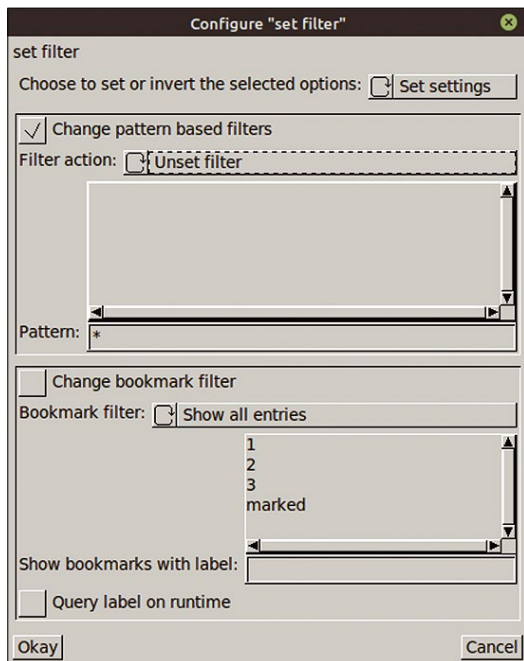 Configure "set filter"
set filter
Choose to set or invert the selected options: Set settings
Change pattern based filters
Filter action: Unset filter
Pattern: *
Change bookmark filter
Bookmark filter: Show all entries
1
2
3
marked
Show bookmarks with label:
Query label on runtime
Okay Cancel